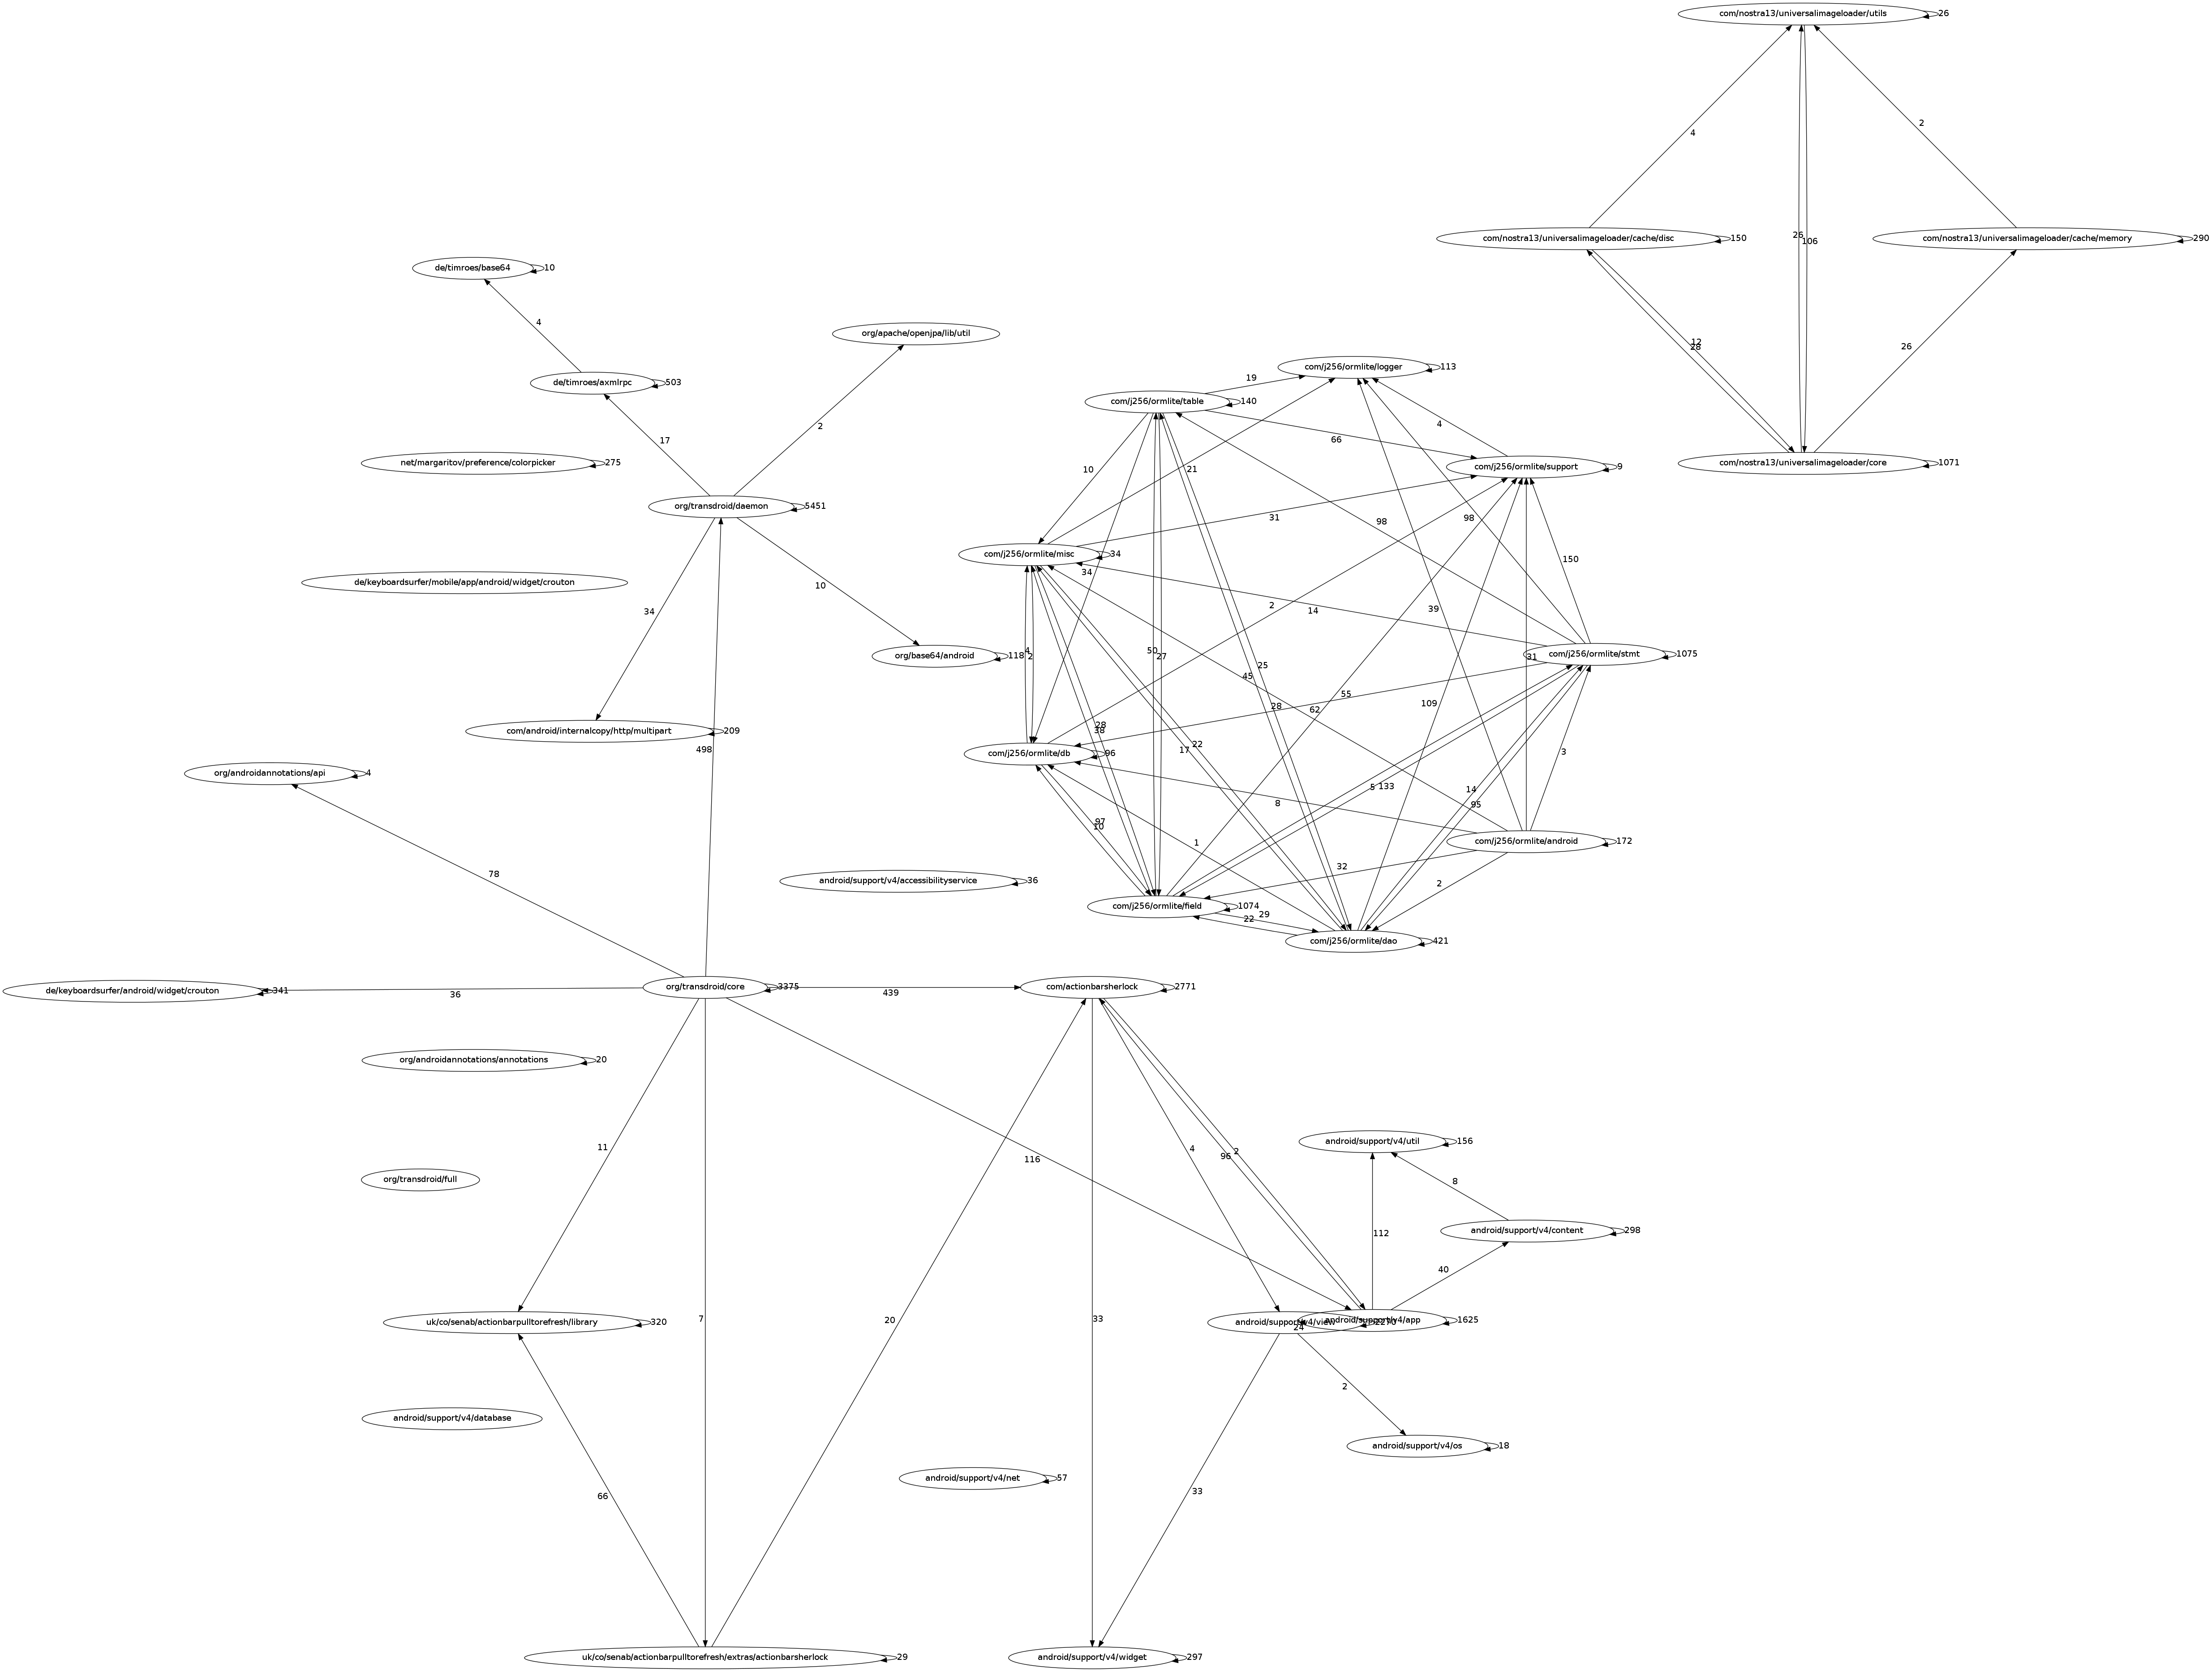 com/nostra13/universalimageloader/utils
26
4
2
26
106
com/nostra13/universalimageloader/cache/disc
150
com/nostra13/universalimageloader/cache/memory
290
de/timroes/base64
10
4
org/apache/openjpa/lib/util
12
28
26
com/j256/ormlite/logger
113
de/timroes/axmlrpc
503
19
com/j256/ormlite/table
140
4
2
17
66
net/margaritov/preference/colorpicker
275
com/nostra13/universalimageloader/core
1071
com/j256/ormlite/support
9
10
21
org/transdroid/daemon
5451
31
98
98
com/j256/ormlite/misc
34
150
34
de/keyboardsurfer/mobile/app/android/widget/crouton
10
34
2
14
39
org/base64/android
118
4
2
50
27
25
31
com/j256/ormlite/stmt
1075
45
55
28
62
109
com/android/internalcopy/http/multipart
209
28
38
498
17
22
com/j256/ormlite/db
96
3
org/androidannotations/api
4
5
133
14
95
8
97
10
1
com/j256/ormlite/android
172
78
32
android/support/v4/accessibilityservice
36
2
com/j256/ormlite/field
1074
29
22
com/j256/ormlite/dao
421
de/keyboardsurfer/android/widget/crouton
341
36
org/transdroid/core
3375
439
com/actionbarsherlock
2771
org/androidannotations/annotations
20
11
116
4
96
2
android/support/v4/util
156
org/transdroid/full
8
112
android/support/v4/content
298
40
uk/co/senab/actionbarpulltorefresh/library
320
7
20
33
android/support/v4/view
24
2270
android/support/v4/app
1625
android/support/v4/database
2
android/support/v4/os
18
android/support/v4/net
57
66
33
uk/co/senab/actionbarpulltorefresh/extras/actionbarsherlock
29
android/support/v4/widget
297